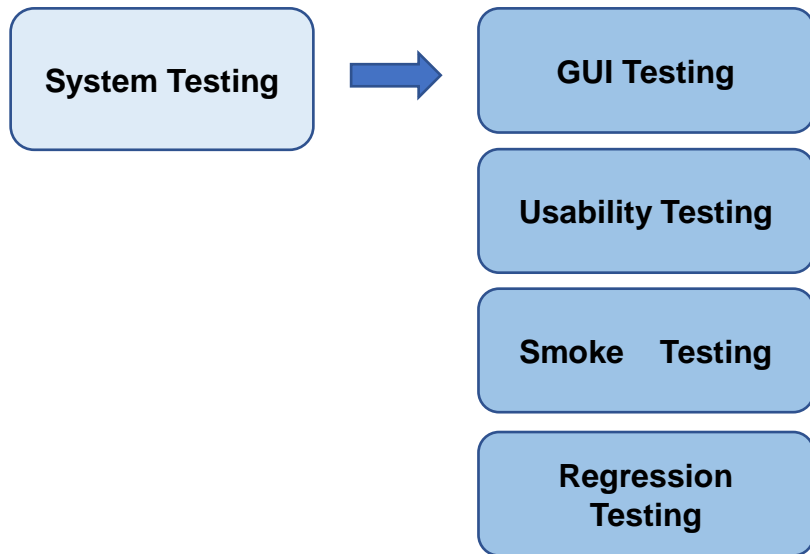 System Testing
GUI Testing
Usability Testing
Smoke Testing
Regression
Testing